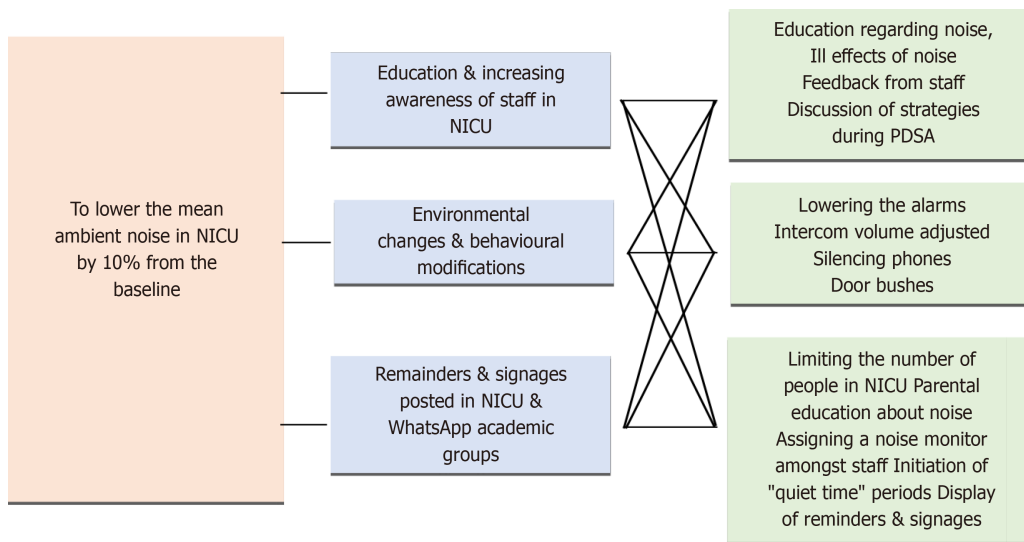 To lower the mean
ambient noise in NICU
by 10% from the
baseline
Education & increasing
awareness of staff in
NICU
Environmental
changes & behavioural
modifications
Remainders & signages
posted in NICU &
WhatsApp academic
groups
Education regarding noise,
Ill effects of noise
Feedback from staff
Discussion of strategies
during PDSA
Lowering the alarms
Intercom volume adjusted
Silencing phones
Door bushes
Limiting the number of
people in NICU Parental
education about noise
Assigning a noise monitor
amongst staff Initiation of
"quiet time" periods Display
of reminders & signages